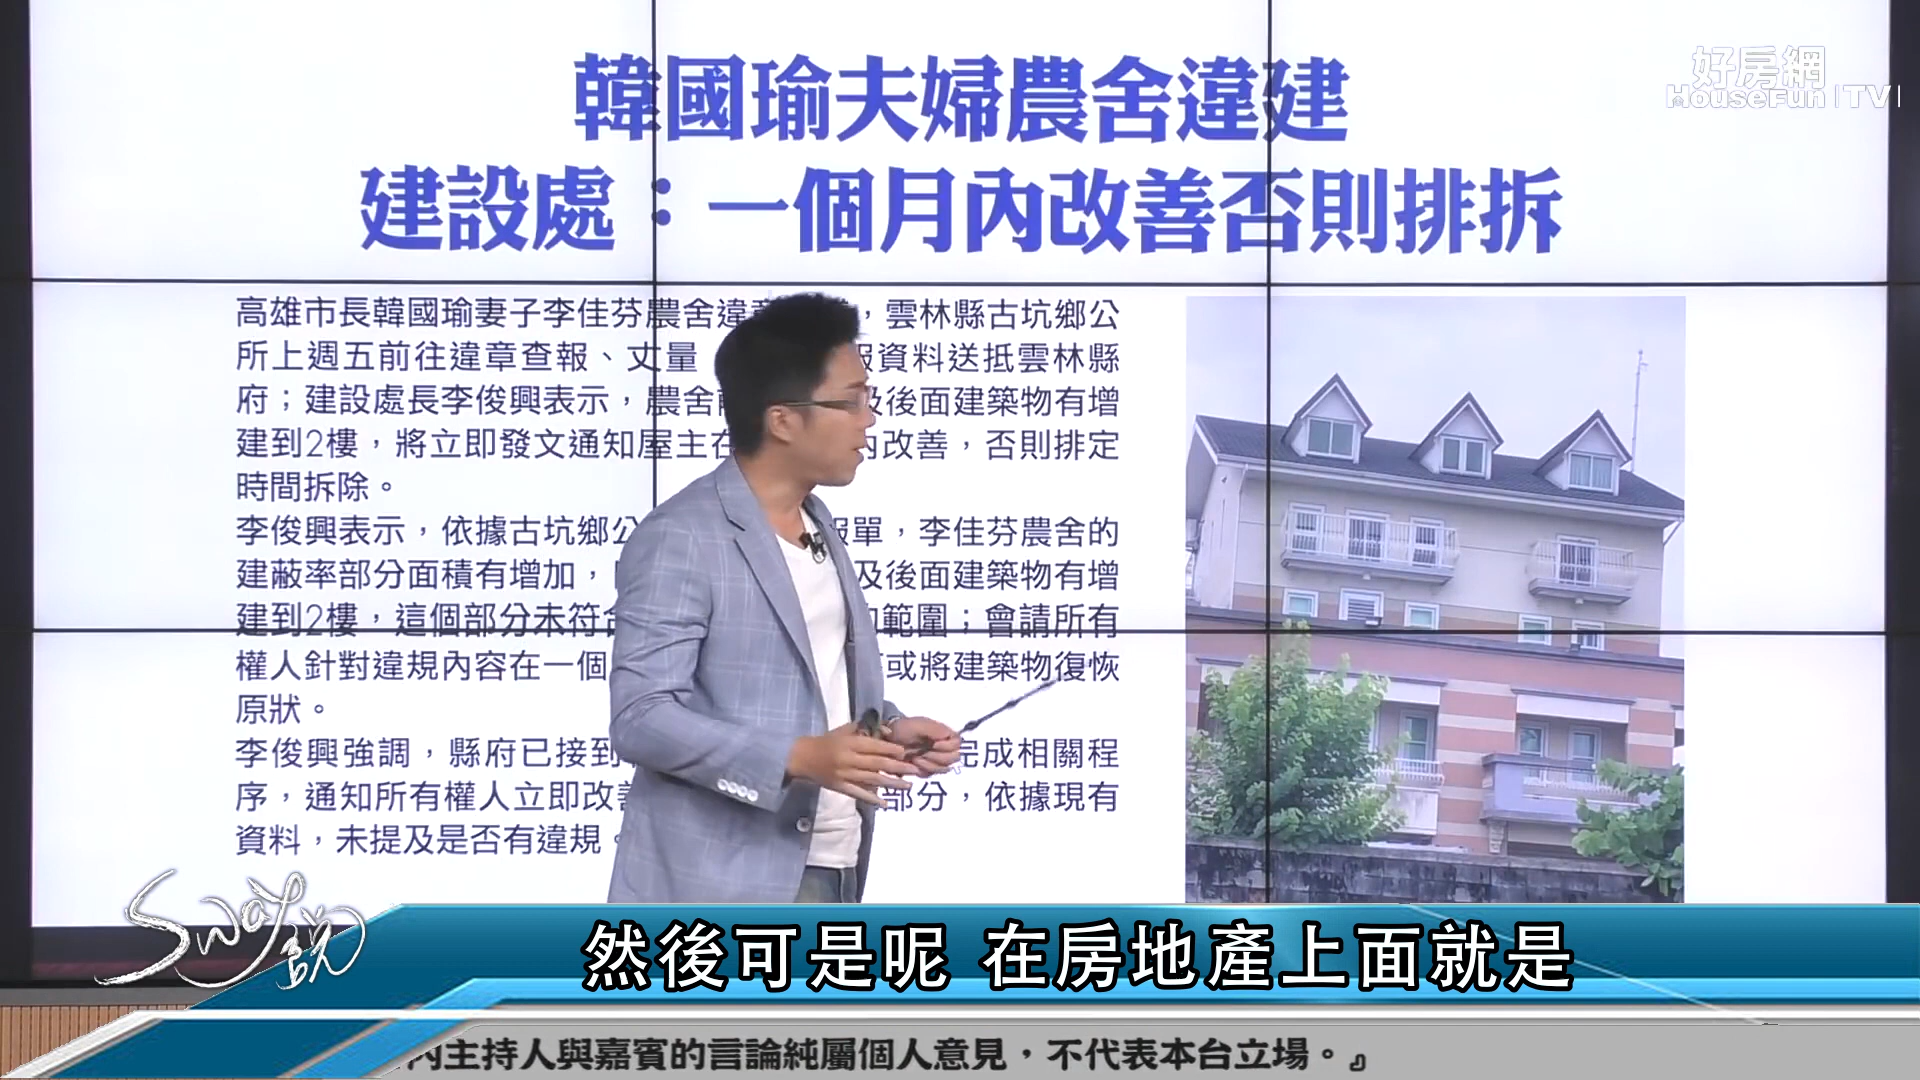 好房網
HouseFun|TV|
韓國瑜夫婦農舍違建
建設處：一個月內改善否則排拆
高雄市長韓國瑜妻子李佳芬農舍違章，雲林縣古坑鄉公
所上週五前往違章查報、丈量 報資料送抵雲林縣
府；建設處長李俊興表示，農舍 及後面建築物有增
建到2樓，將立即發文通知屋主在 內改善，否則排定
時間拆除。
李俊興表示，依據古坑鄉公 報單，李佳芬農舍的
建蔽率部分面積有增加， 及後面建築物有增
建到2樓，這個部分未符合 的範圍；會請所有
權人針對違規內容在一個 或將建築物復恢
原狀。
李俊興強調，縣府已接到 完成相關程
序，通知所有權人立即改善 部分，依據現有
資料，未提及是否有違規。
Sway說
然後可是呢 在房地產上面就是
內主持人與嘉賓的言論純屬個人意見，不代表本台立場。』